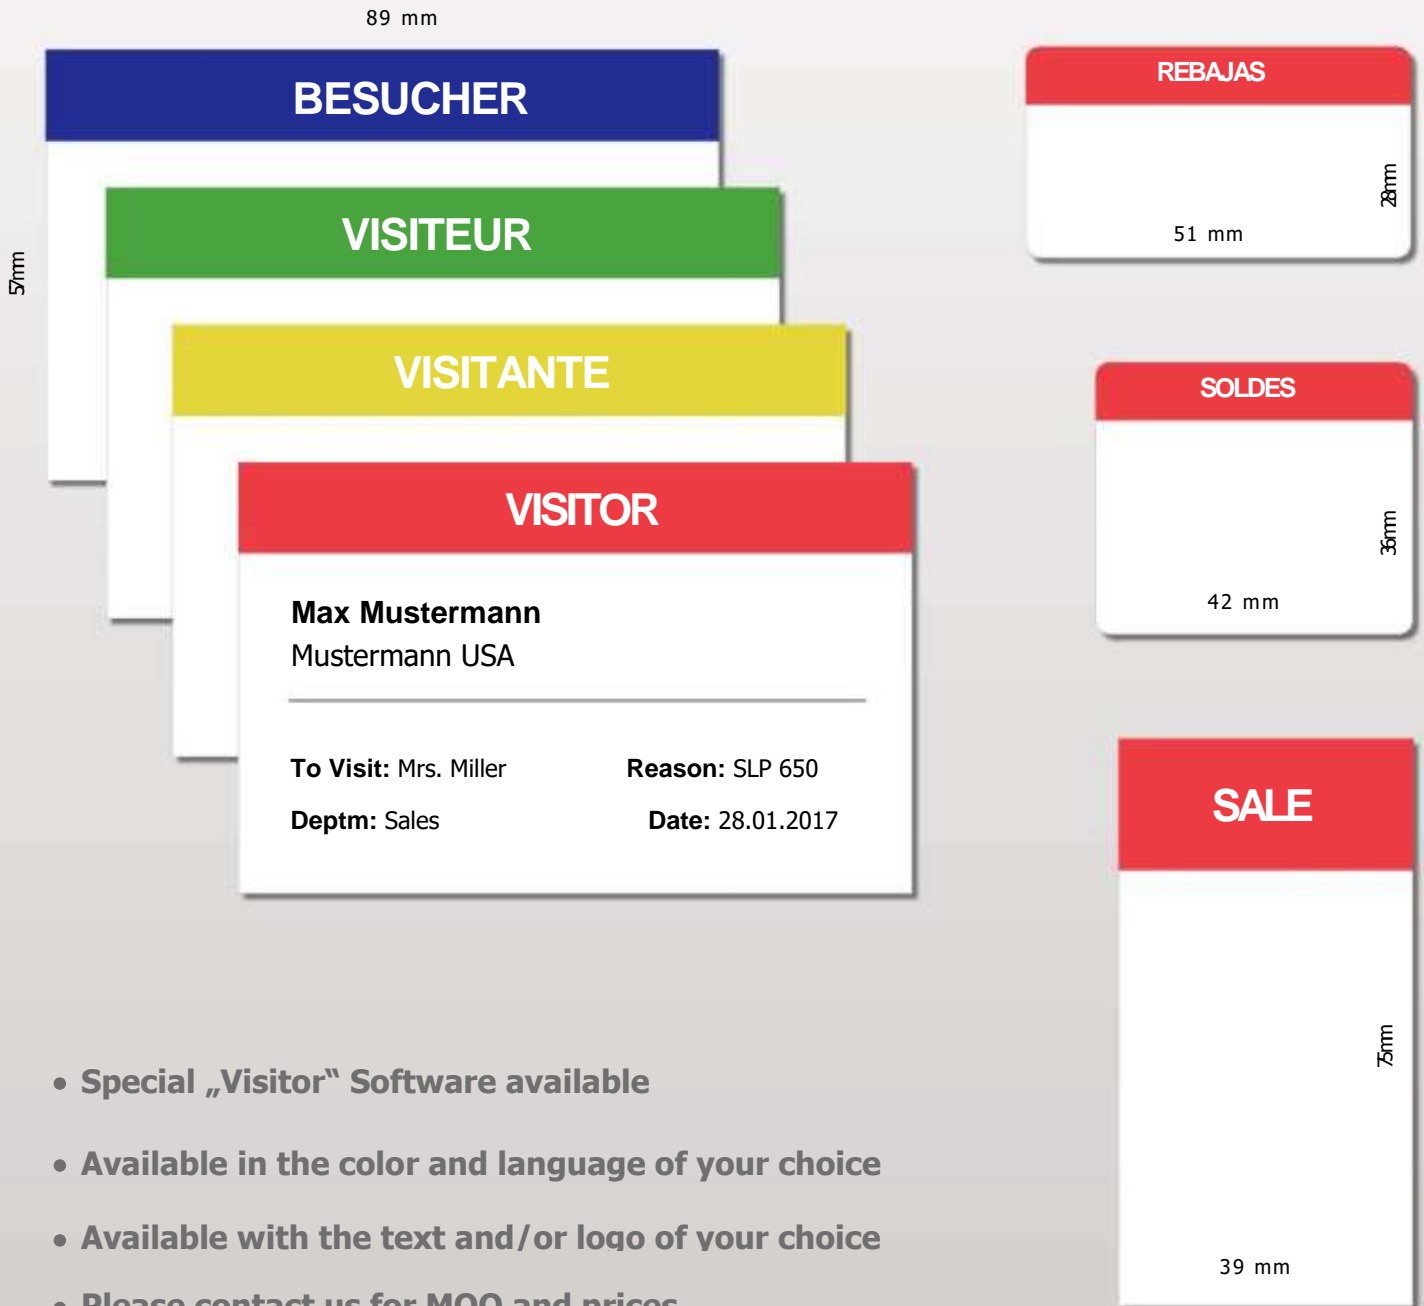 89 mm
BESUCHER
57mm
VISITEUR
VISITANTE
VISITOR
Max Mustermann
Mustermann USA
To Visit: Mrs. Miller Reason: SLP 650
Deptm: Sales Date: 28.01.2017
REBAJAS
28mm
51 mm
SOLDES
36mm
42 mm
SALE
75mm
39 mm
• Special „Visitor“ Software available
• Available in the color and language of your choice
• Available with the text and/or logo of your choice
• Please contact us for MOQ and prices